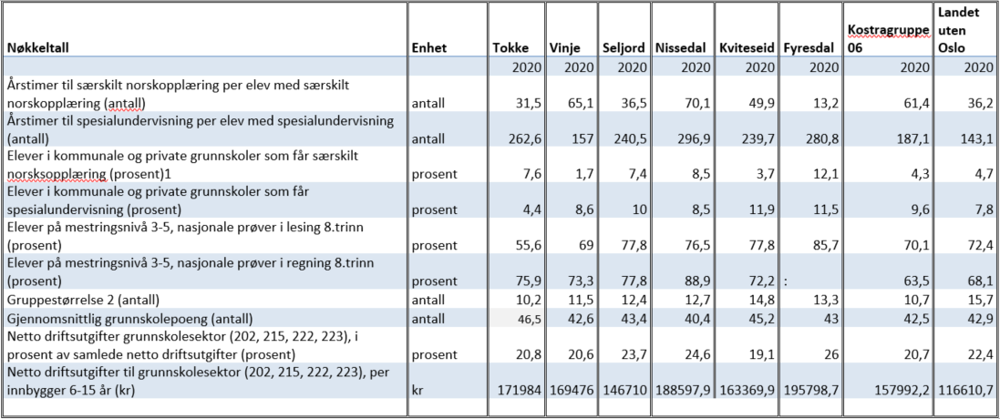 Nøkkeltall Enhet Tokke Vinje Seljord Nissedal Kviteseid Fyresdal Kostragruppe 06 Landet uten Oslo
2020 2020 2020 2020 2020 2020 2020 2020
Årstimer til særskilt norskopplæring per elev med særskilt
norskopplæring (antall) antall 31,5 65,1 36,5 70,1 49,9 13,2 61,4 36,2
Årstimer til spesialundervisning per elev med spesialundervisning
(antall) antall 262,6 157 240,5 296,9 239,7 280,8 187,1 143,1
Elever i kommunale og private grunnskoler som får særskilt
norsksopplæring (prosent)1 prosent 7,6 1,7 7,4 8,5 3,7 12,1 4,3 4,7
Elever i kommunale og private grunnskoler som får
spesialundervisning (prosent) prosent 4,4 8,6 10 8,5 11,9 11,5 9,6 7,8
Elever på mestringsnivå 3-5, nasjonale prøver i lesing 8.trinn
(prosent) prosent 55,6 69 77,8 76,5 77,8 85,7 70,1 72,4
Elever på mestringsnivå 3-5, nasjonale prøver i regning 8.trinn
(prosent) prosent 75,9 73,3 77,8 88,9 72,2 : 63,5 68,1
Gruppestørrelse 2 (antall) antall 10,2 11,5 12,4 12,7 14,8 13,3 10,7 15,7
Gjennomsnittlig grunnskolepoeng (antall) antall 46,5 42,6 43,4 40,4 45,2 43 42,5 42,9
Netto driftsutgifter grunnskolesektor (202, 215, 222, 223), i
prosent av samlede netto driftsutgifter (prosent) prosent 20,8 20,6 23,7 24,6 19,1 26 20,7 22,4
Netto driftsutgifter til grunnskolesektor (202, 215, 222, 223), per
innbygger 6-15 år (kr) kr 171984 169476 146710 188597,9 163369,9 195798,7 157992,2 116610,7